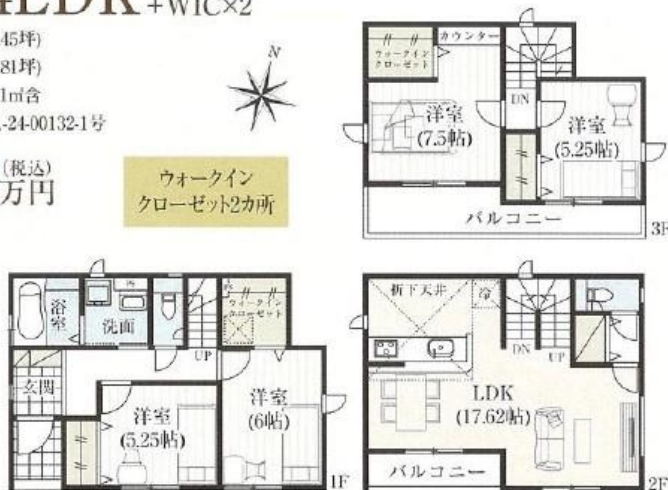 4LDK +WIC×2
45坪)
81坪)
1㎡含
-24-00132-1号
(税込)
万円
N
ウォークイン
クローゼット2カ所
ウォークイン
クローゼット
カウンター
洋室
(7.5帖)
DN
洋室
(5.25帖)
バルコニー
3F
浴室
洗面
UP
ウォークイン
クローゼット
玄関
洋室
(5.25帖)
洋室
(6帖)
1F
折下天井
冷
DN
UP
LDK
(17.62帖)
バルコニー
2F